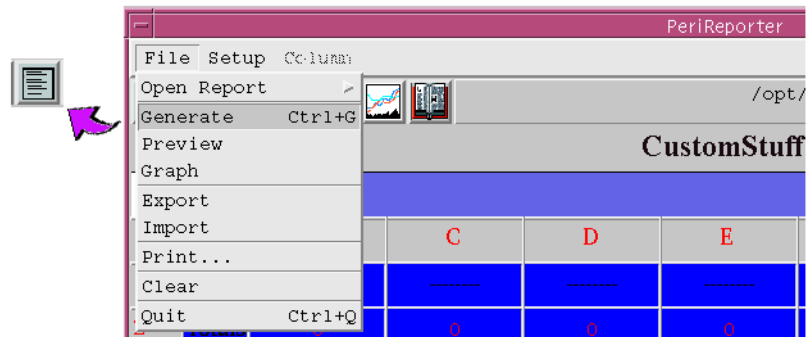 PeriReporter
File Setup Column
Open Report
/opt/
Generate Ctrl+G
Preview
CustomStuff
Graph
Export
Import
C D E
Print...
Clear
-------- -------- --------
Quit Ctrl+Q
0 0 0